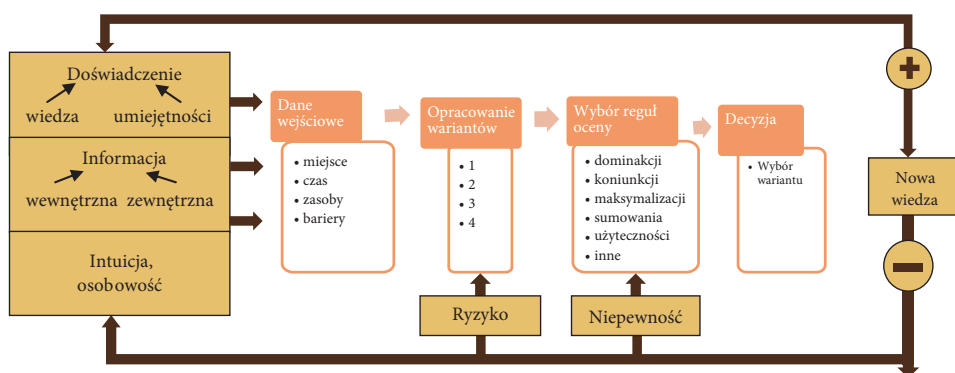 Doświadczenie
wiedza
umiejętności
Informacja
wewnętrzna
zewnętrzna
Intuicja,
osobowość
Dane
wejściowe
• miejsce
• czas
• zasoby
• bariery
Opracowanie
wariantów
• 1
• 2
• 3
• 4
Wybór reguł
oceny
• dominakcji
• koniunkcji
• maksymalizacji
• sumowania
• użyteczności
• inne
Decyzja
• Wybór
wariantu
+
Nowa
wiedza
−
Ryzyko
Niepewność